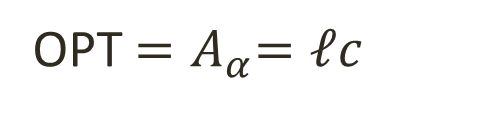 OPT = A_α = ℓc